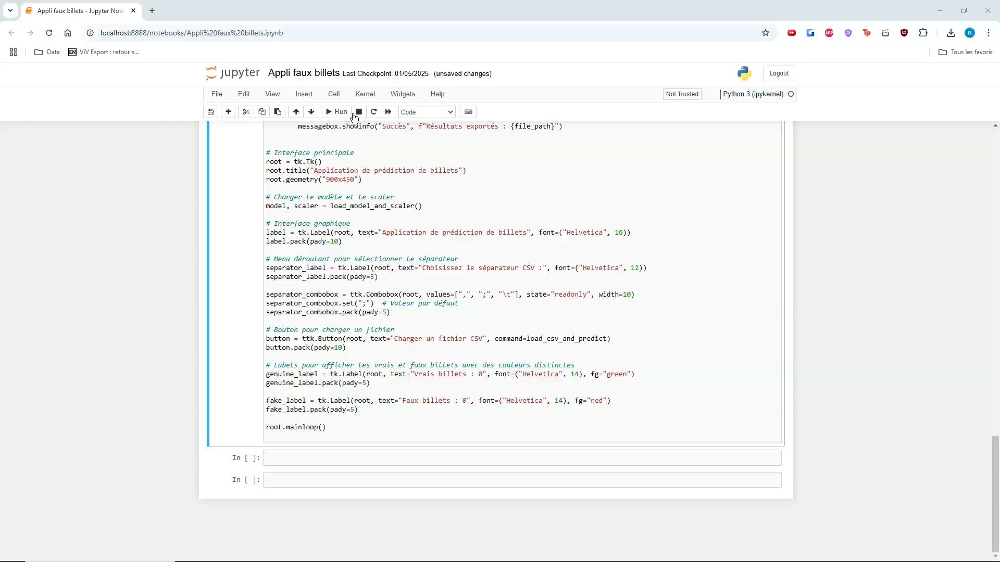 Appli faux billets - Jupyter Note
localhost:8888/notebooks/Appli%20faux%20billets.ipynb
ABP
Tp
R
Data
EN
ViV Esport : retour s...
Tous les favoris
jupyter
Appli faux billets Last Checkpoint: 01/05/2025 (unsaved changes)
Logout
File Edit View Insert Cell Kernel Widgets Help
Not Trusted
Python 3 (ipykernel)
Run
Code
messagebox.showinfo("Succès", f"Résultats exportés : {file_path}")
# Interface principale
root = tk.Tk()
root.title("Application de prédiction de billets")
root.geometry("900x450")
# Charger le modèle et le scaler
model, scaler = load_model_and_scaler()
# Interface graphique
label = tk.Label(root, text="Application de prédiction de billets", font=("Helvetica", 16))
label.pack(pady=10)
# Menu déroulant pour sélectionner le séparateur
separator_label = tk.Label(root, text="Choisissez le séparateur CSV :", font=("Helvetica", 12))
separator_label.pack(pady=5)
separator_combobox = ttk.Combobox(root, values=[",", ";", "\t"], state="readonly", width=10)
separator_combobox.set(";")  # Valeur par défaut
separator_combobox.pack(pady=5)
# Bouton pour charger un fichier
button = ttk.Button(root, text="Charger un fichier CSV", command=load_csv_and_predict)
button.pack(pady=10)
# Labels pour afficher les vrais et faux billets avec des couleurs distinctes
genuine_label = tk.Label(root, text="Vrais billets : 0", font=("Helvetica", 14), fg="green")
genuine_label.pack(pady=5)
fake_label = tk.Label(root, text="Faux billets : 0", font=("Helvetica", 14), fg="red")
fake_label.pack(pady=5)
root.mainloop()
In [ ]:
In [ ]: